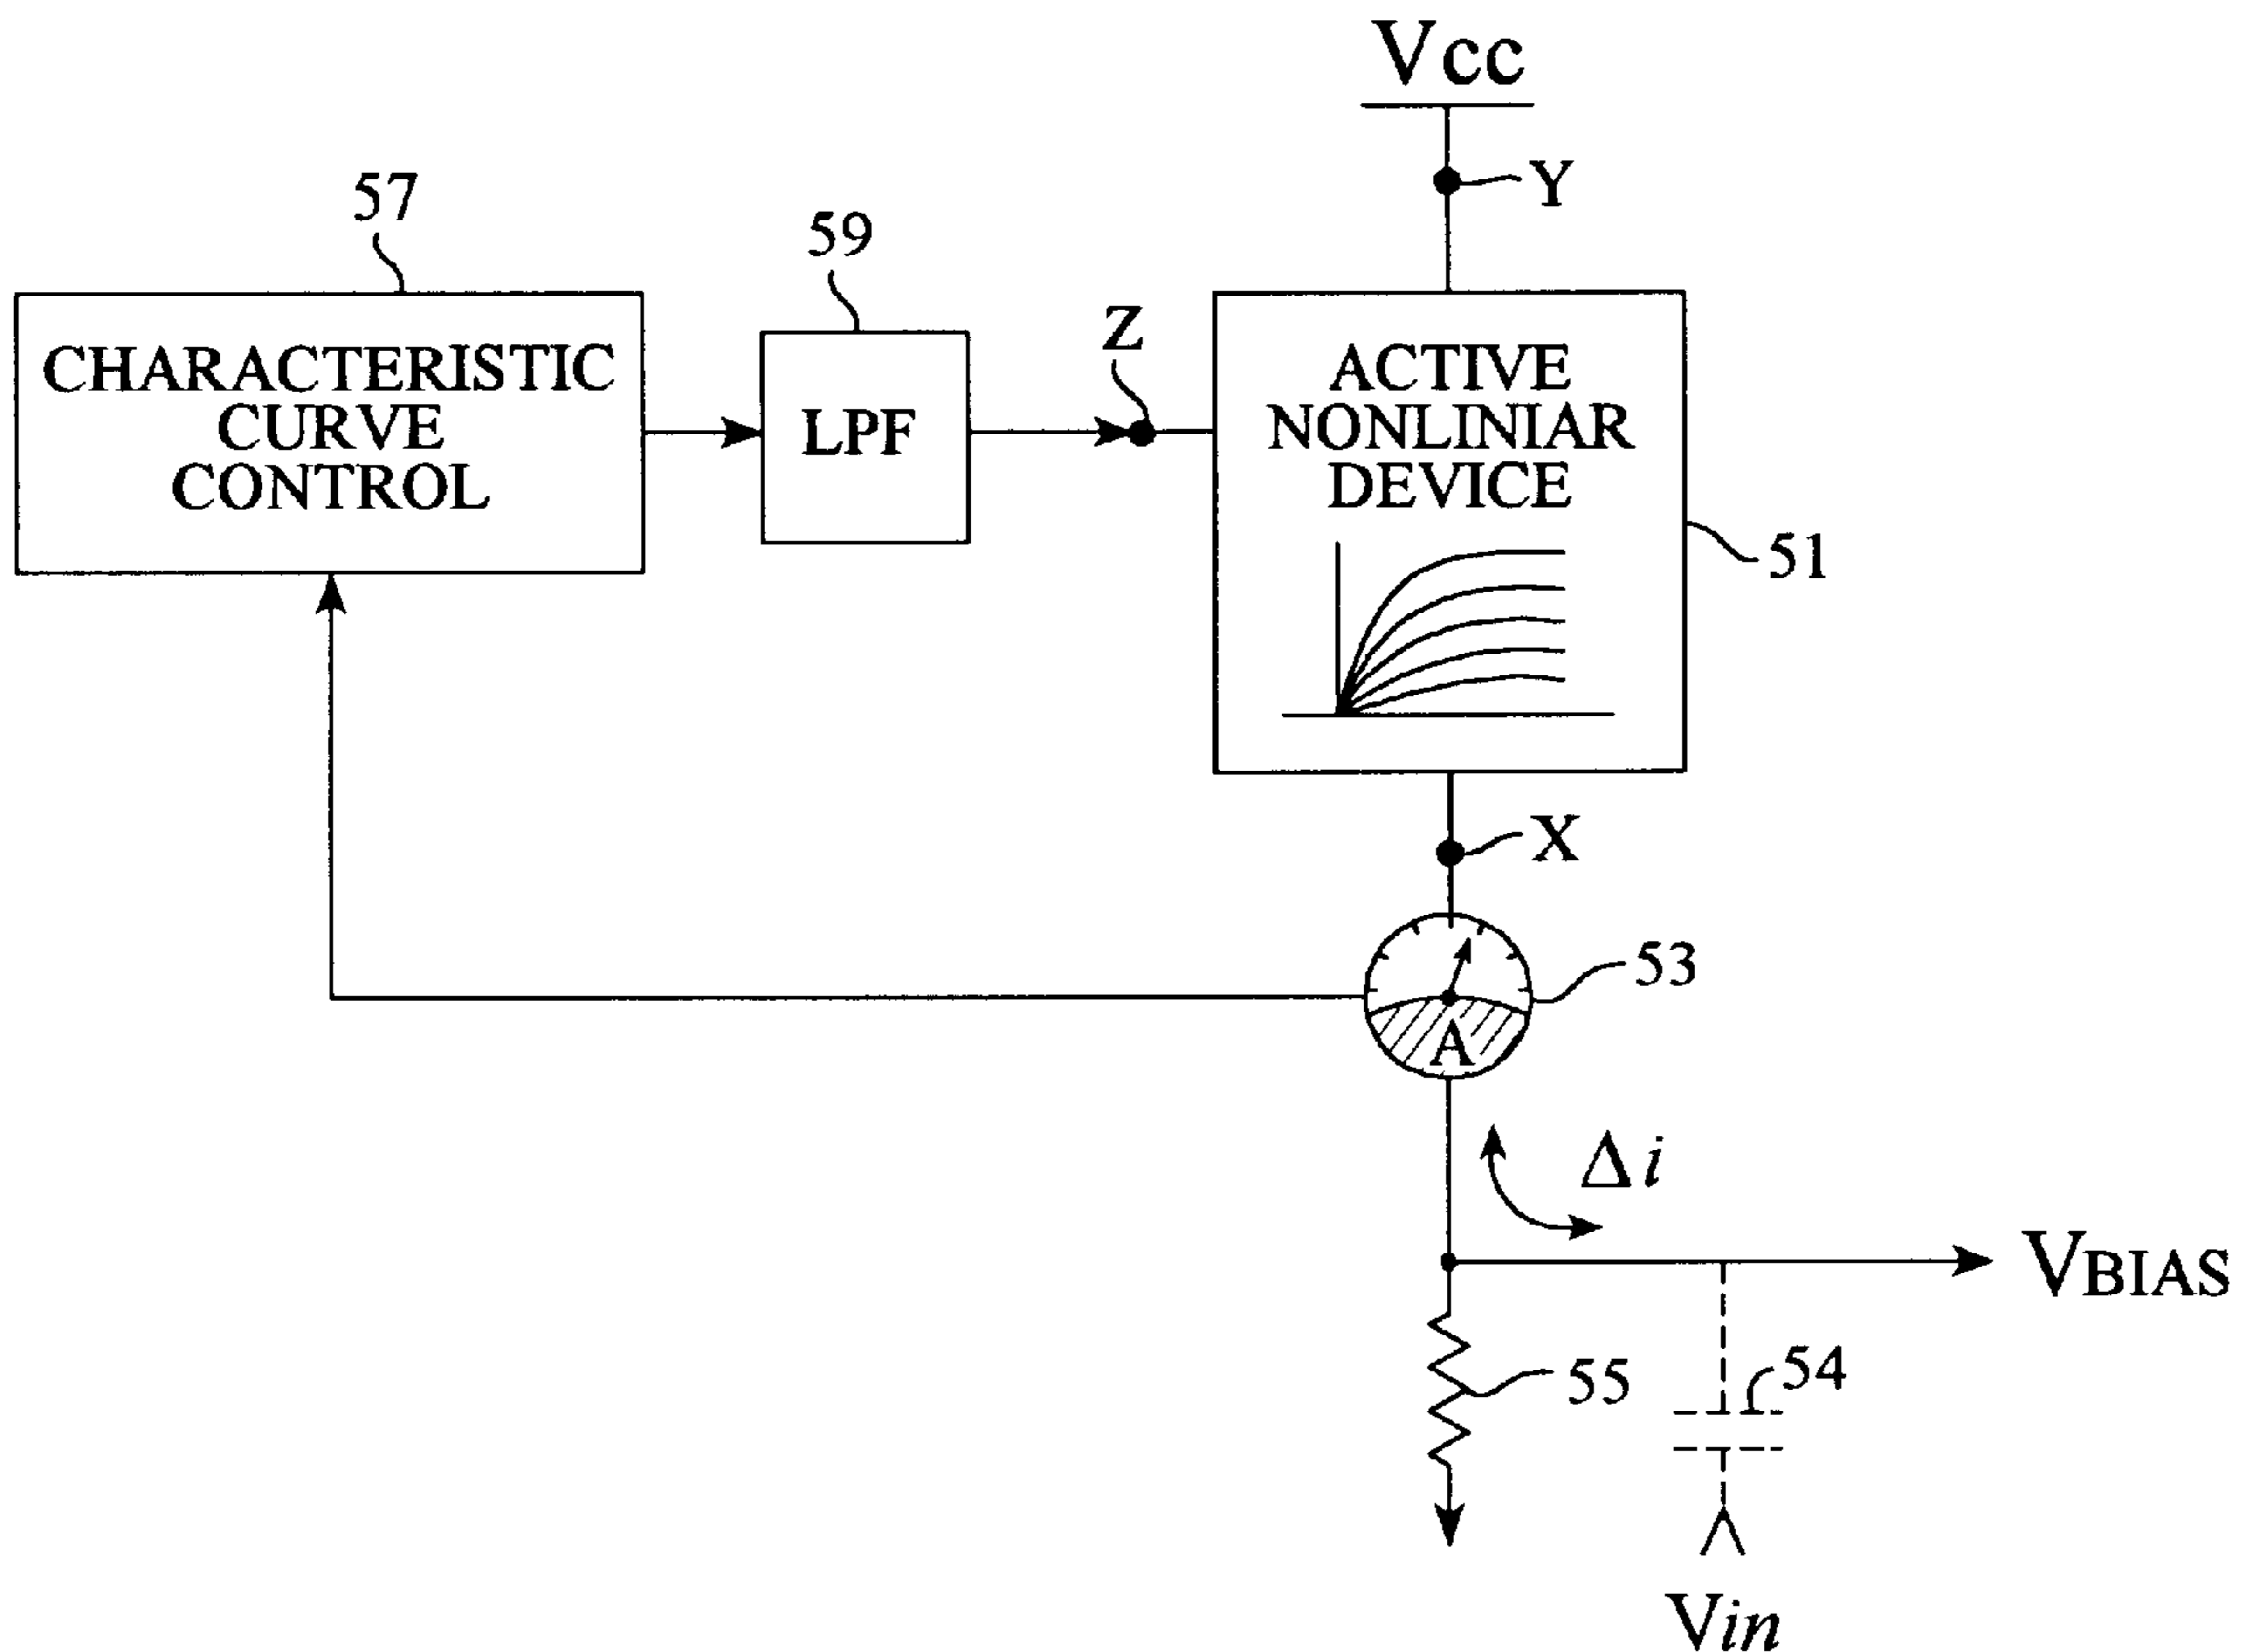 Vcc
Y
57
59
Z
CHARACTERISTIC
CURVE
CONTROL
LPF
ACTIVE
NONLINIAR
DEVICE
51
X
53
A
Δi
VBIAS
55
54
Vin